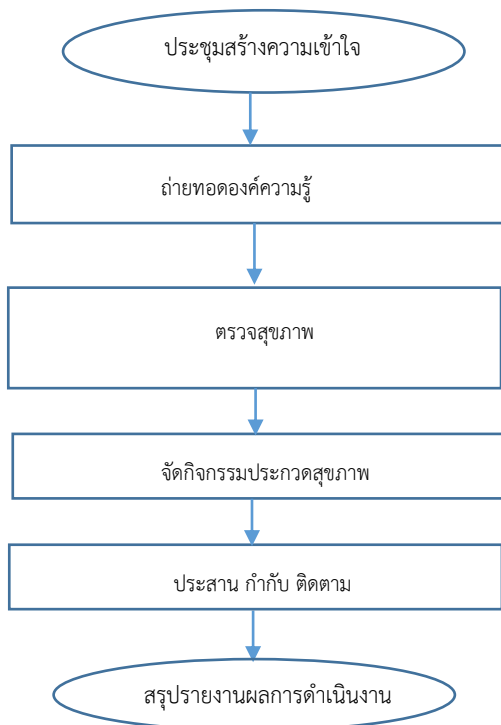 ประชุมสร้างความเข้าใจ
ถ่ายทอดองค์ความรู้
ตรวจสุขภาพ
จัดกิจกรรมประกวดสุขภาพ
ประสาน กำกับ ติดตาม
สรุปรายงานผลการดำเนินงาน